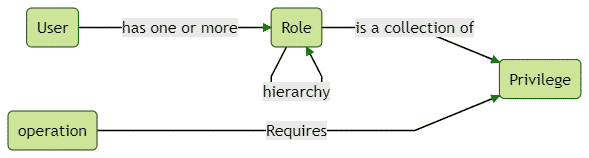 User
has one or more
Role
is a collection of
hierarchy
Privilege
operation
Requires